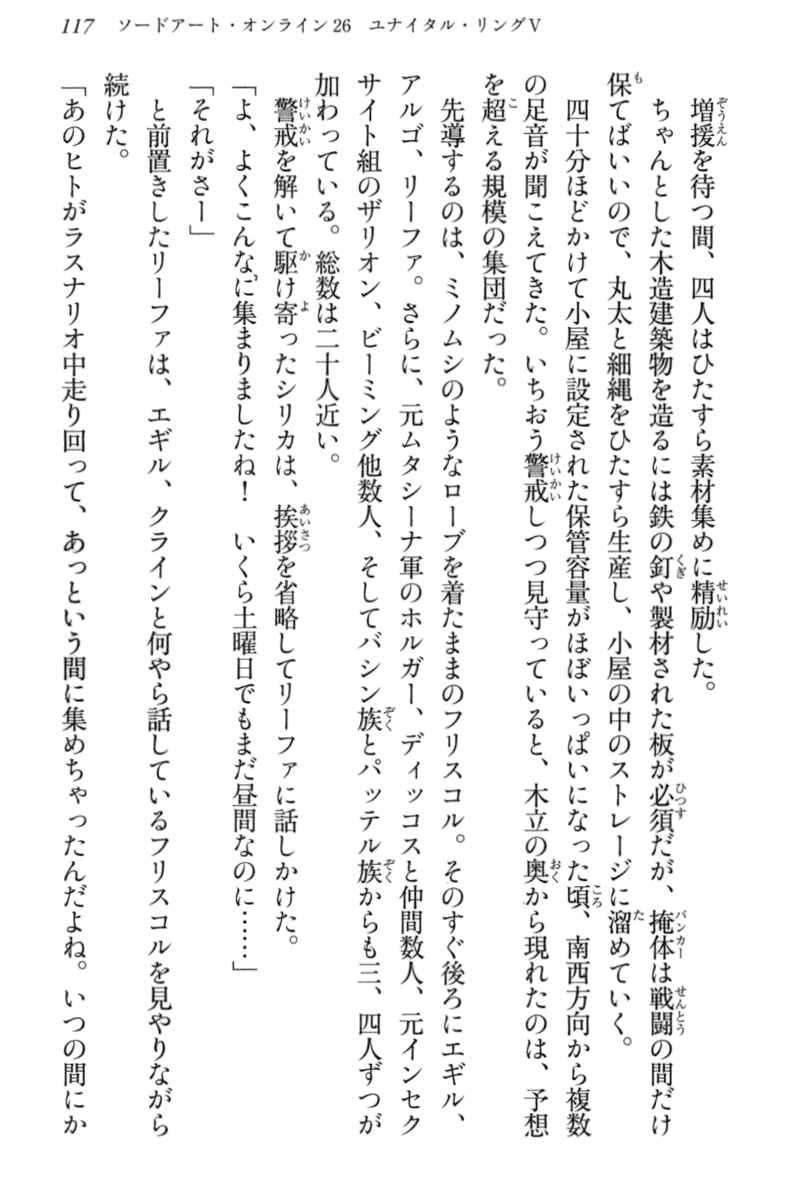 117 ソードアート・オンライン26 ユナイタル・リングⅤ
増援を待つ間、四人はひたすら素材集めに精励した。
ちゃんとした木造建築物を造るには鉄の釘や製材された板が必須だが、掩体は戦闘の間だけ
保てばいいので、丸太と細縄をひたすら生産し、小屋の中のストレージに溜めていく。
四十分ほどかけて小屋に設定された保管容量がほぼいっぱいになった頃、南西方向から複数
の足音が聞こえてきた。いちおう警戒しつつ見守っていると、木立の奥から現れたのは、予想
を超える規模の集団だった。
先導するのは、ミノムシのようなローブを着たままのフリスコル。そのすぐ後ろにエギル、
アルゴ、リーファ。さらに、元ムタシーナ軍のホルガー、ディッコスと仲間数人、元インセク
サイト組のザリオン、ビーミング他数人、そしてバシン族とパッテル族からも三、四人ずつが
加わっている。総数は二十人近い。
警戒を解いて駆け寄ったシリカは、挨拶を省略してリーファに話しかけた。
「よ、よくこんなに集まりましたね！　いくら土曜日でもまだ昼間なのに……」
「それがさー」
と前置きしたリーファは、エギル、クラインと何やら話しているフリスコルを見やりながら
続けた。
「あのヒトがラスナリオ中走り回って、あっという間に集めちゃったんだよね。いつの間にか